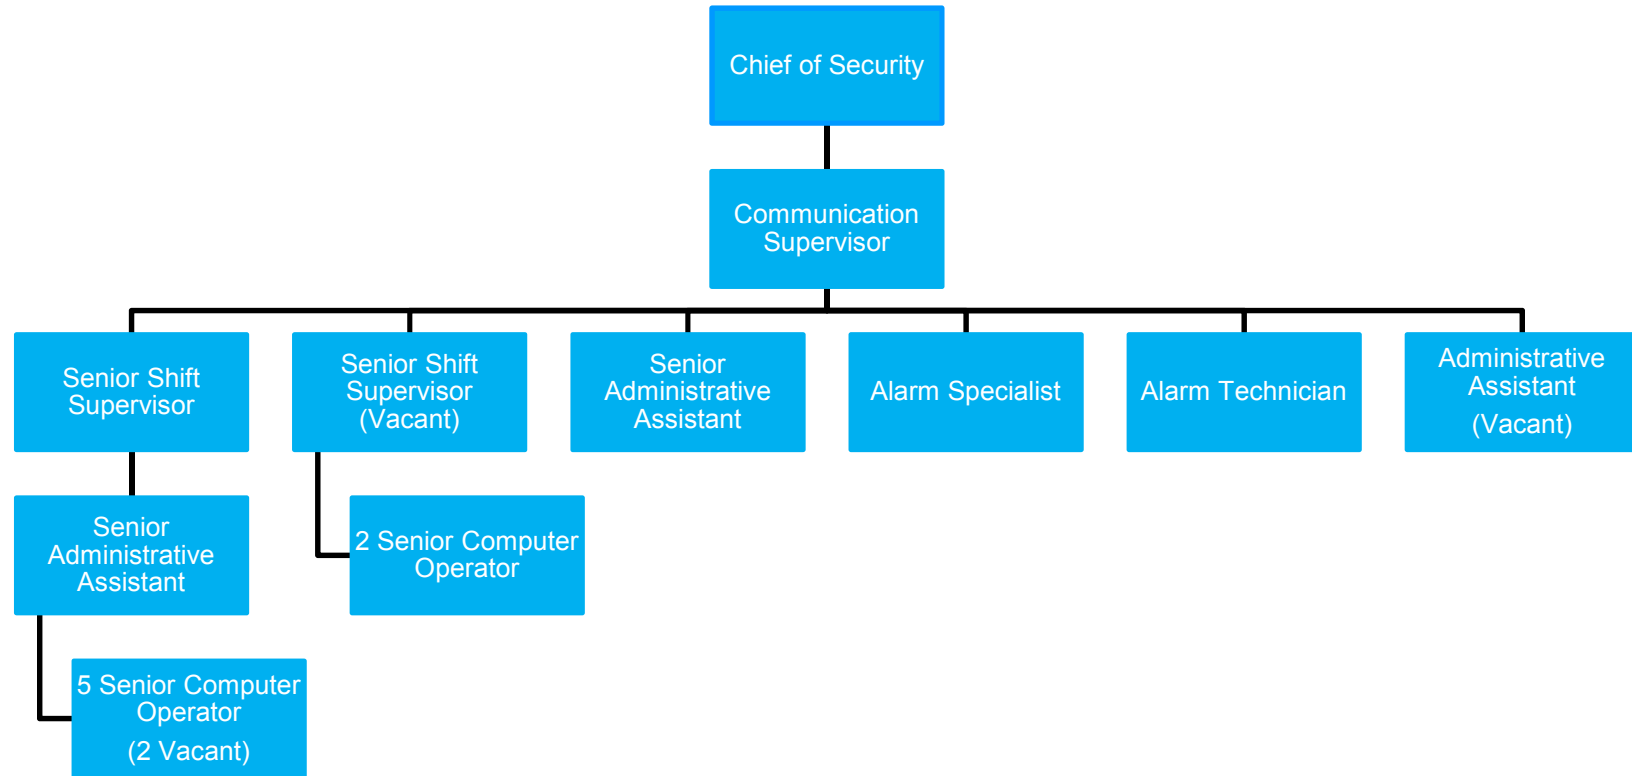 Chief of Security
Communication
Supervisor
Senior Shift
Supervisor
Senior Shift
Supervisor
(Vacant)
Senior
Administrative
Assistant
Alarm Specialist
Alarm Technician
Administrative
Assistant
(Vacant)
Senior
Administrative
Assistant
2 Senior Computer
Operator
5 Senior Computer
Operator
(2 Vacant)